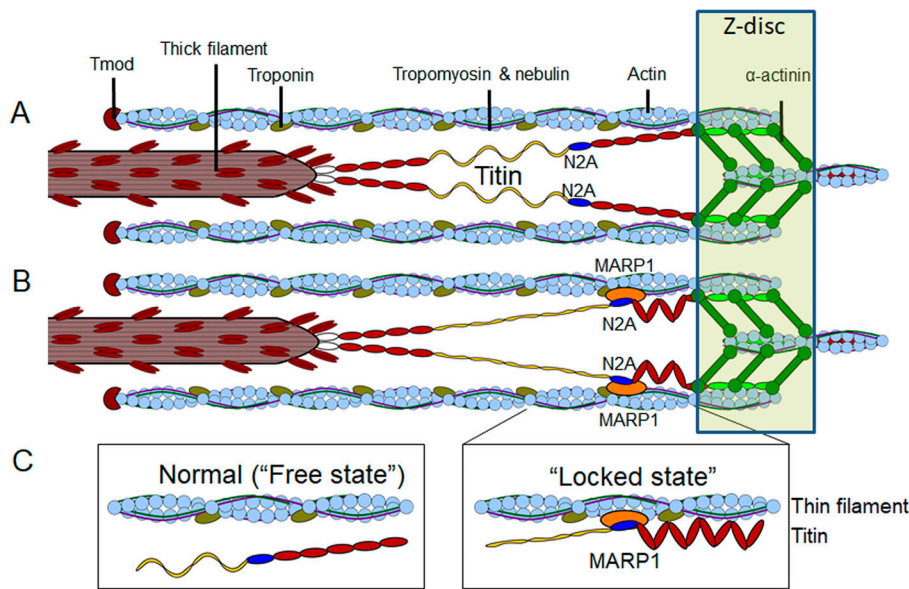 Z-disc
Thick filament
Tmod
Troponin
Tropomyosin & nebulin
Actin
α-actinin
A
N2A
Titin
N2A
B
MARP1
N2A
N2A
MARP1
C
Normal (“Free state”)
“Locked state”
Thin filament
Titin
MARP1